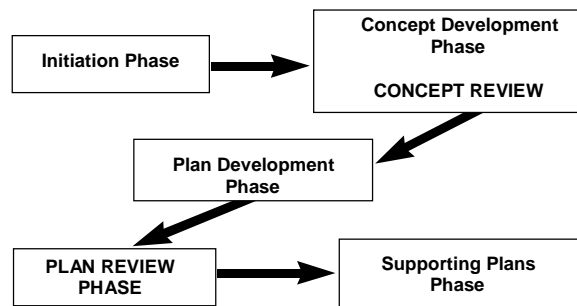 Initiation Phase
Concept Development
Phase
CONCEPT REVIEW
Plan Development
Phase
PLAN REVIEW
PHASE
Supporting Plans
Phase